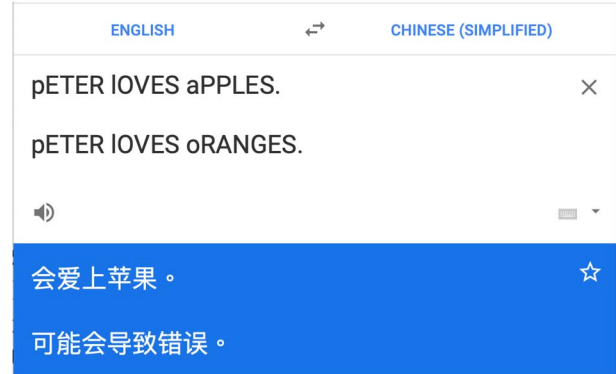 ENGLISH CHINESE (SIMPLIFIED)
pETER lOVES aPPLES.
pETER lOVES oRANGES.
会爱上苹果。
可能会导致错误。